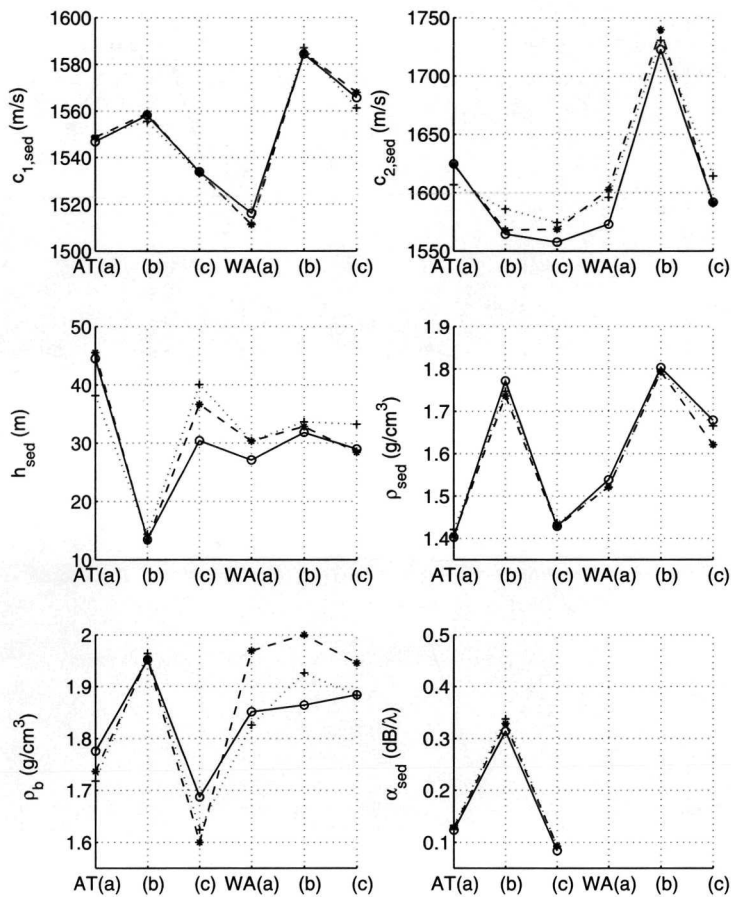 1600
1580
1560
1540
1520
1500
c1,sed (m/s)
AT(a) (b) (c) WA(a) (b) (c)
1750
1700
1650
1600
1550
c2,sed (m/s)
AT(a) (b) (c) WA(a) (b) (c)
50
40
30
20
10
hsed (m)
AT(a) (b) (c) WA(a) (b) (c)
1.9
1.8
1.7
1.6
1.5
1.4
ρsed (g/cm³)
AT(a) (b) (c) WA(a) (b) (c)
2
1.9
1.8
1.7
1.6
ρb (g/cm³)
AT(a) (b) (c) WA(a) (b) (c)
0.5
0.4
0.3
0.2
0.1
αsed (dB/λ)
AT(a) (b) (c) WA(a) (b) (c)